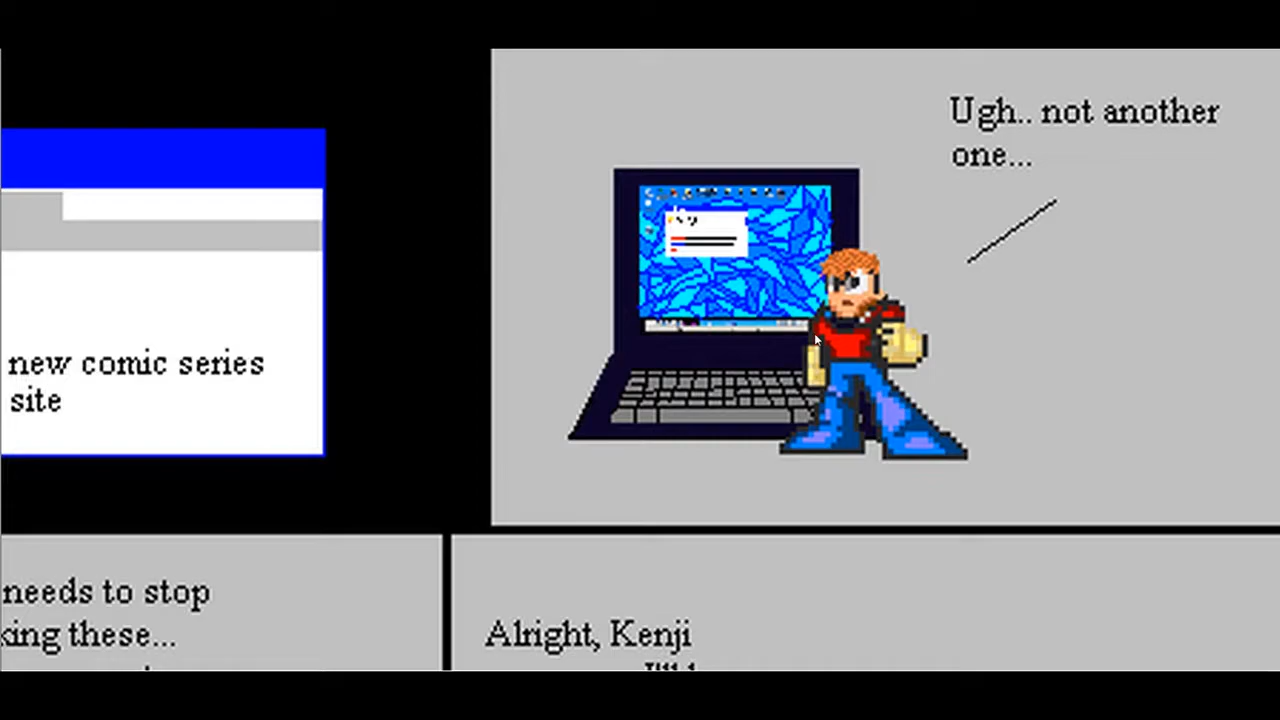 Ugh.. not another
one...
new comic series
site
needs to stop
king these...
Alright, Kenji